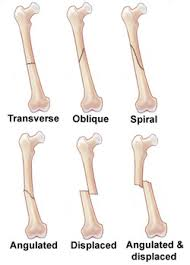 Transverse
Oblique
Spiral
Angulated
Displaced
Angulated &
displaced